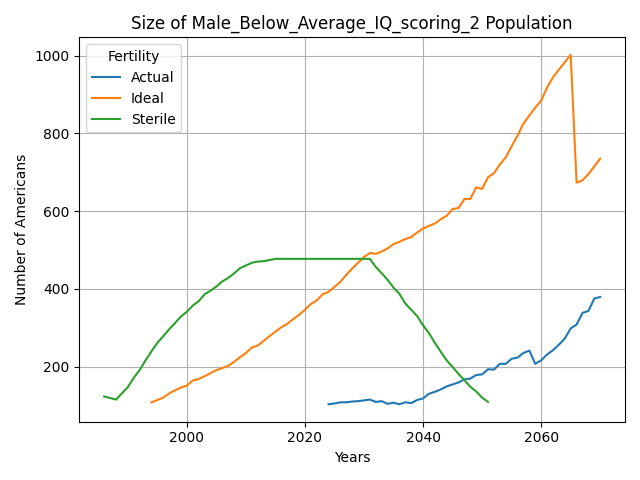 Size of Male_Below_Average_IQ_scoring_2 Population
Number of Americans
1000
800
600
400
200
Fertility
Actual
Ideal
Sterile
2000
2020
2040
2060
Years